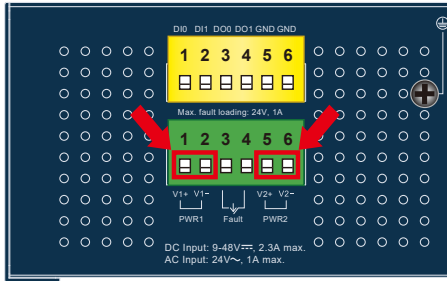 DI0 DI1 DO0 DO1 GND GND
1 2 3 4 5 6
Max. fault loading: 24V, 1A
1 2 3 4 5 6
V1+ V1- V2+ V2-
PWR1 Fault PWR2
DC Input: 9-48V⎓, 2.3A max.
AC Input: 24V~, 1A max.